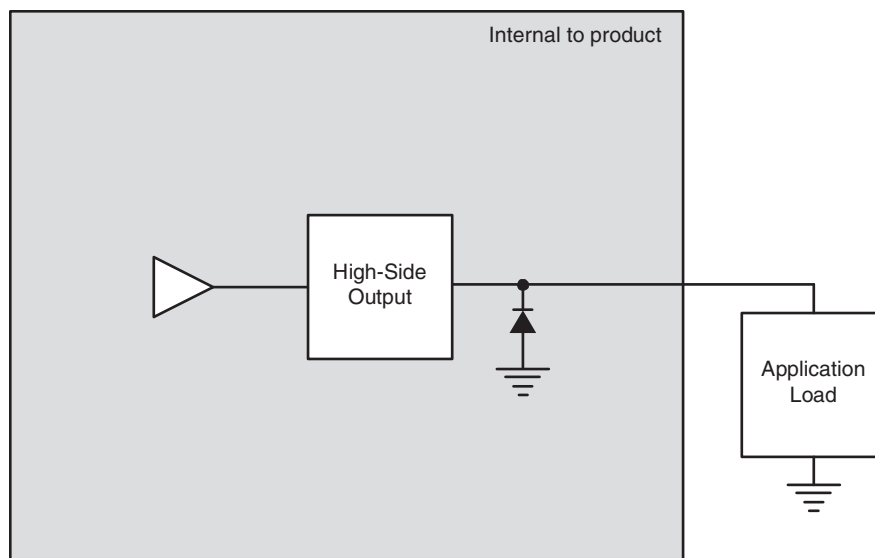 Internal to product
High-Side
Output
Application
Load